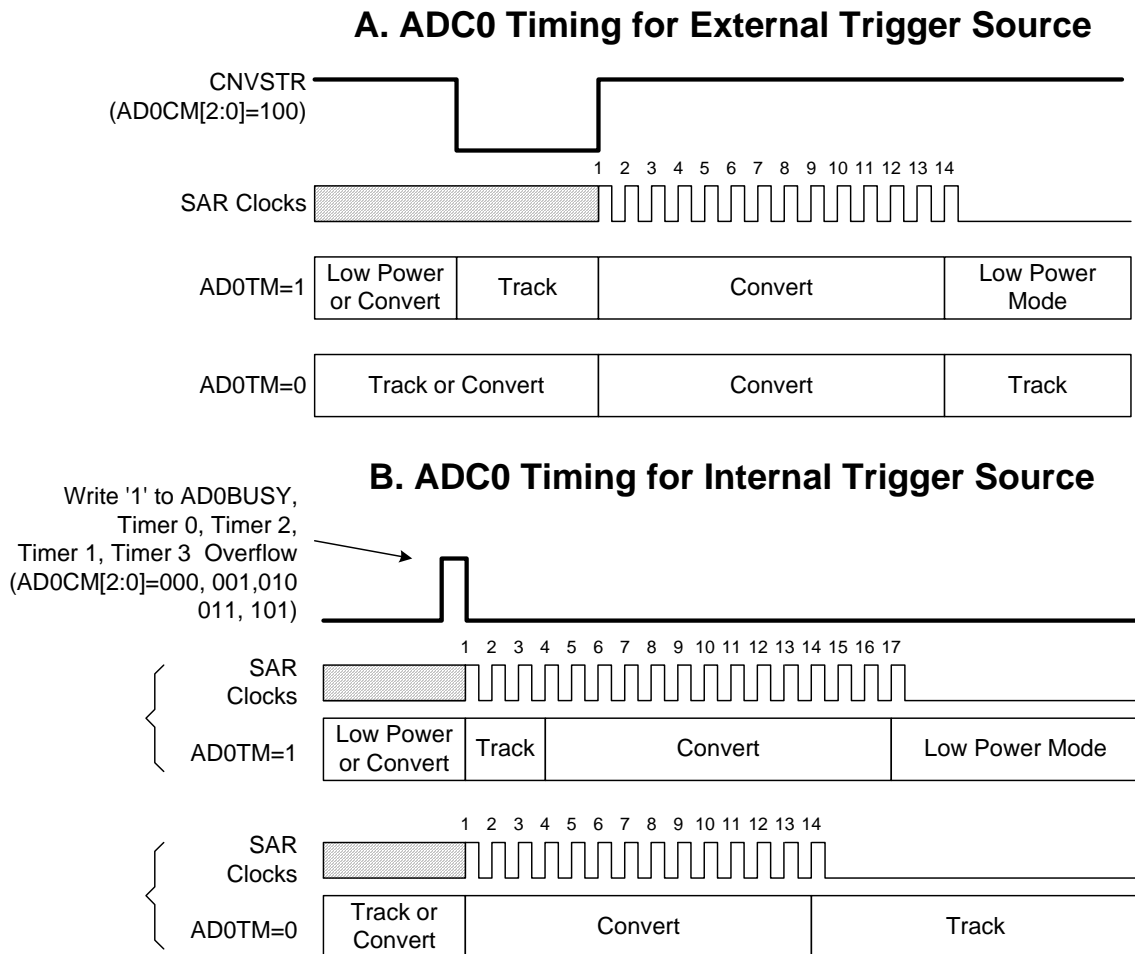 A. ADC0 Timing for External Trigger Source
CNVSTR
(AD0CM[2:0]=100)
1 2 3 4 5 6 7 8 9 10 11 12 13 14
SAR Clocks
AD0TM=1
Low Power
or Convert
Track
Convert
Low Power
Mode
AD0TM=0
Track or Convert
Convert
Track
B. ADC0 Timing for Internal Trigger Source
Write '1' to AD0BUSY,
Timer 0, Timer 2,
Timer 1, Timer 3 Overflow
(AD0CM[2:0]=000, 001,010
011, 101)
1 2 3 4 5 6 7 8 9 10 11 12 13 14 15 16 17
SAR
Clocks
AD0TM=1
Low Power
or Convert
Track
Convert
Low Power Mode
1 2 3 4 5 6 7 8 9 10 11 12 13 14
SAR
Clocks
AD0TM=0
Track or
Convert
Convert
Track